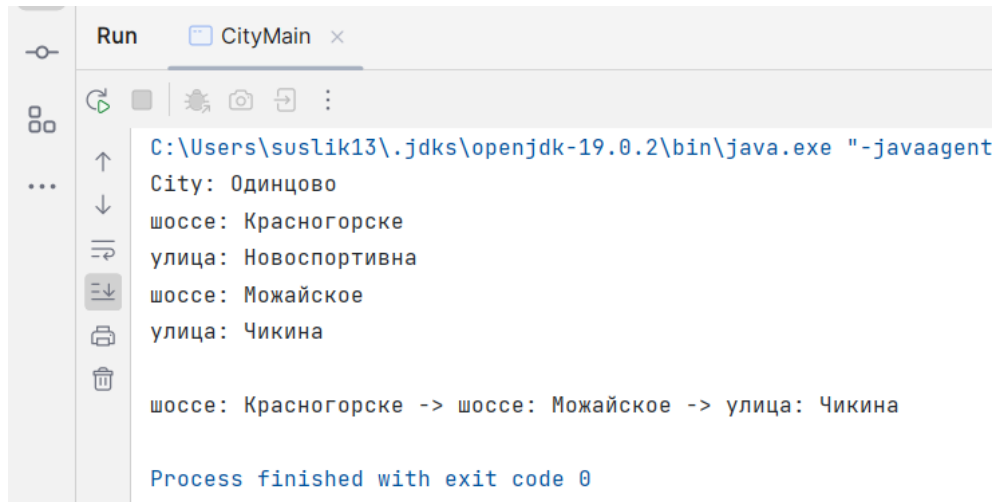 Run CityMain ×
C:\Users\suslik13\.jdks\openjdk-19.0.2\bin\java.exe "-javaagent
City: Одинцово
шоссе: Красногорске
улица: Новоспортивна
шоссе: Можайское
улица: Чикина
шоссе: Красногорске -> шоссе: Можайское -> улица: Чикина
Process finished with exit code 0